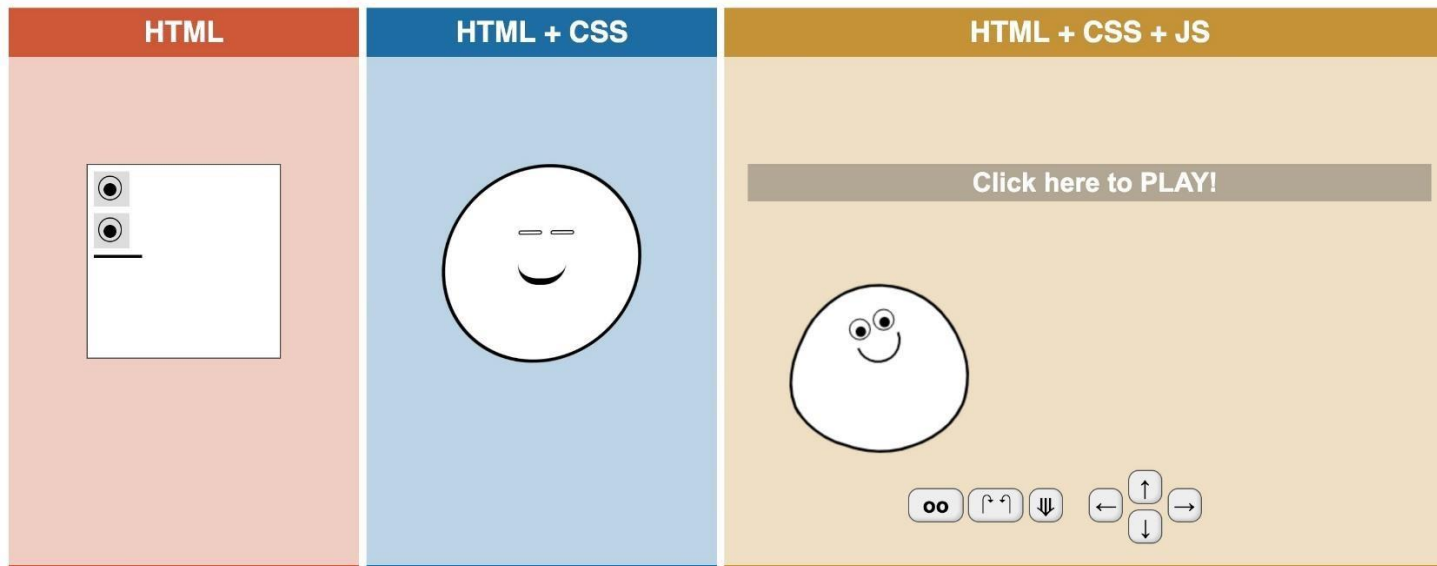 HTML
HTML + CSS
HTML + CSS + JS
Click here to PLAY!
oo
← ↑ ↓ →